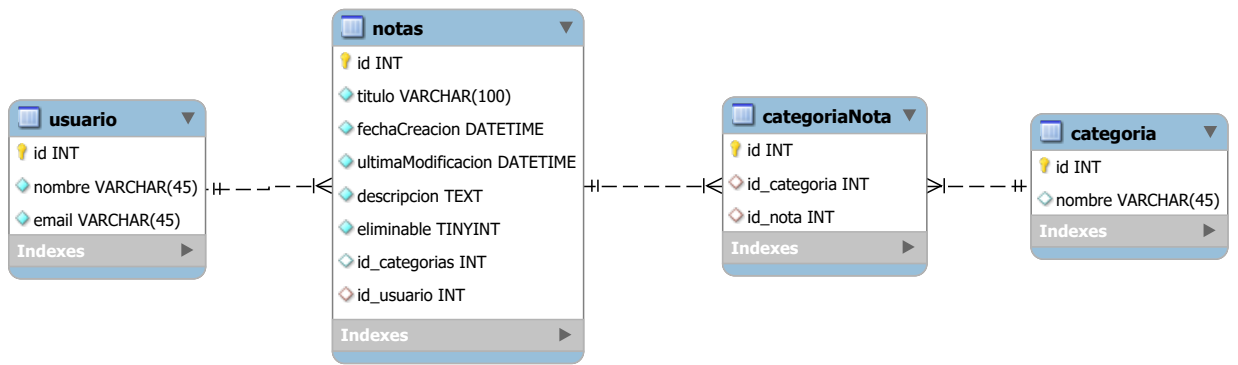 usuario
id INT
nombre VARCHAR(45)
email VARCHAR(45)
Indexes
notas
id INT
titulo VARCHAR(100)
fechaCreacion DATETIME
ultimaModificacion DATETIME
descripcion TEXT
eliminable TINYINT
id_categorias INT
id_usuario INT
Indexes
categoriaNota
id INT
id_categoria INT
id_nota INT
Indexes
categoria
id INT
nombre VARCHAR(45)
Indexes